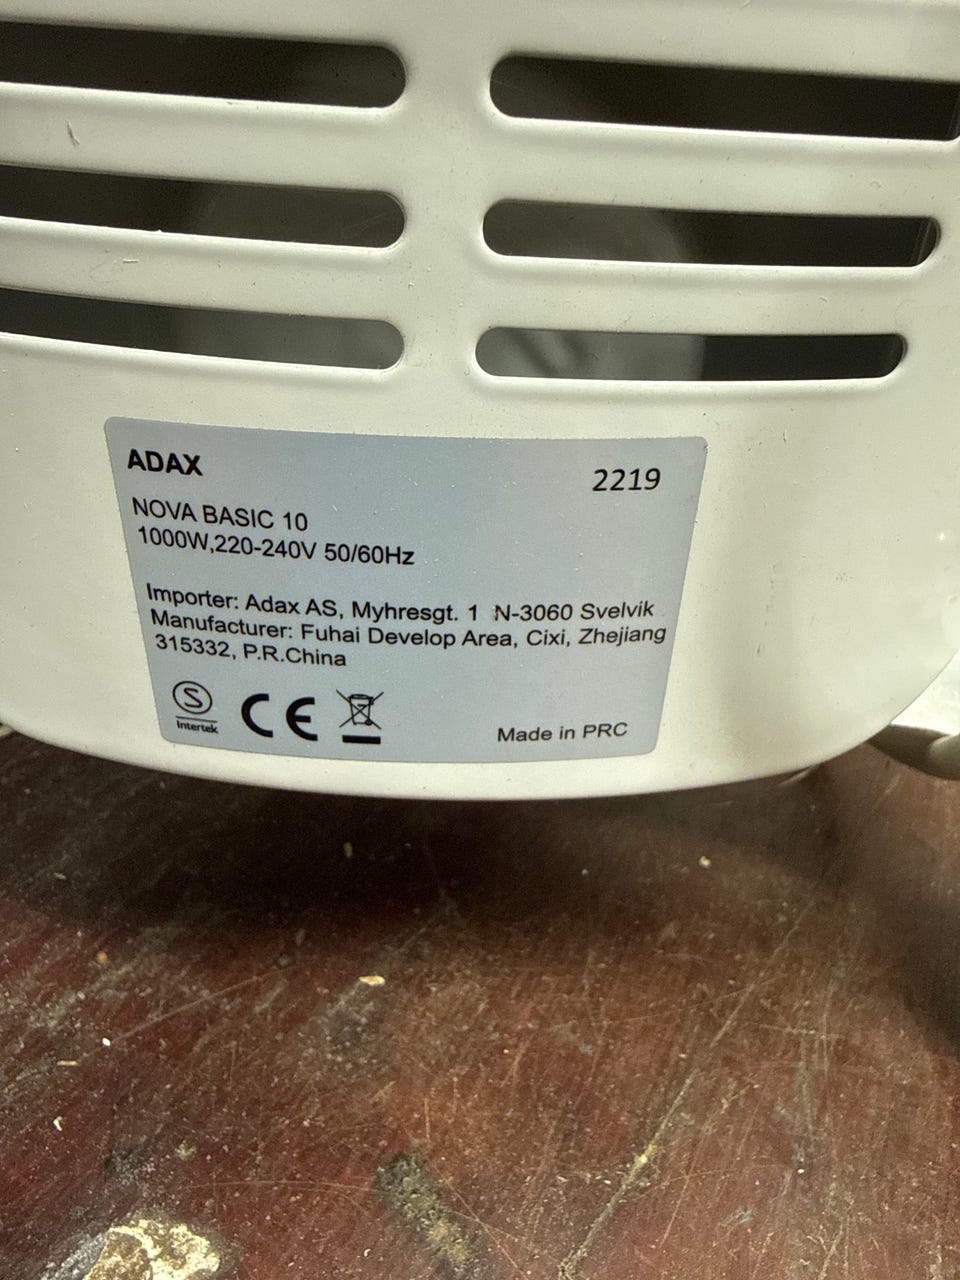 ADAX
2219
NOVA BASIC 10
1000W,220-240V 50/60Hz
Importer: Adax AS, Myhresgt. 1 N-3060 Svelvik
Manufacturer: Fuhai Develop Area, Cixi, Zhejiang
315332, P.R.China
S
Intertek
CE
Made in PRC